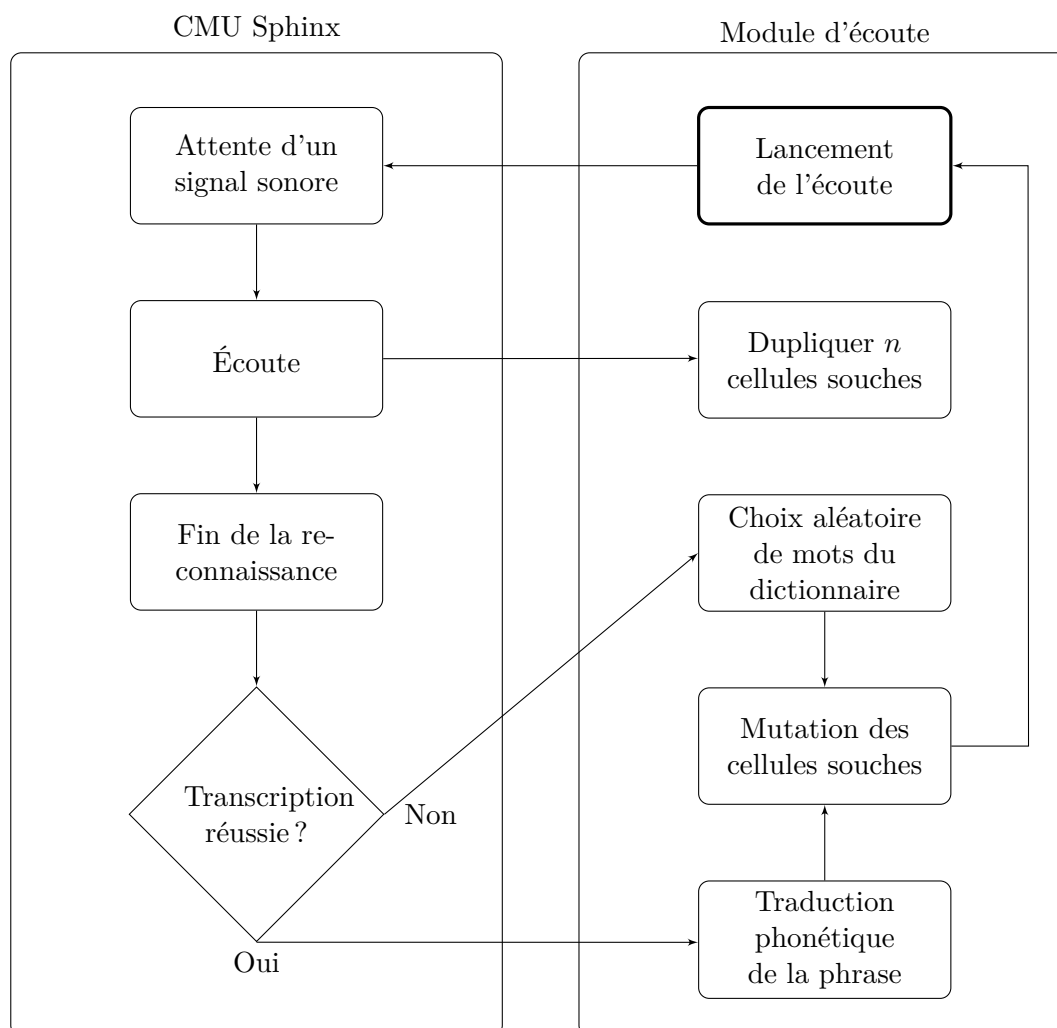 CMU Sphinx
Module d'écoute
Attente d'un
signal sonore
Lancement
de l'écoute
Écoute
Dupliquer n
cellules souches
Fin de la re-
connaissance
Choix aléatoire
de mots du
dictionnaire
Transcription
réussie ?
Non
Mutation des
cellules souches
Oui
Traduction
phonétique
de la phrase